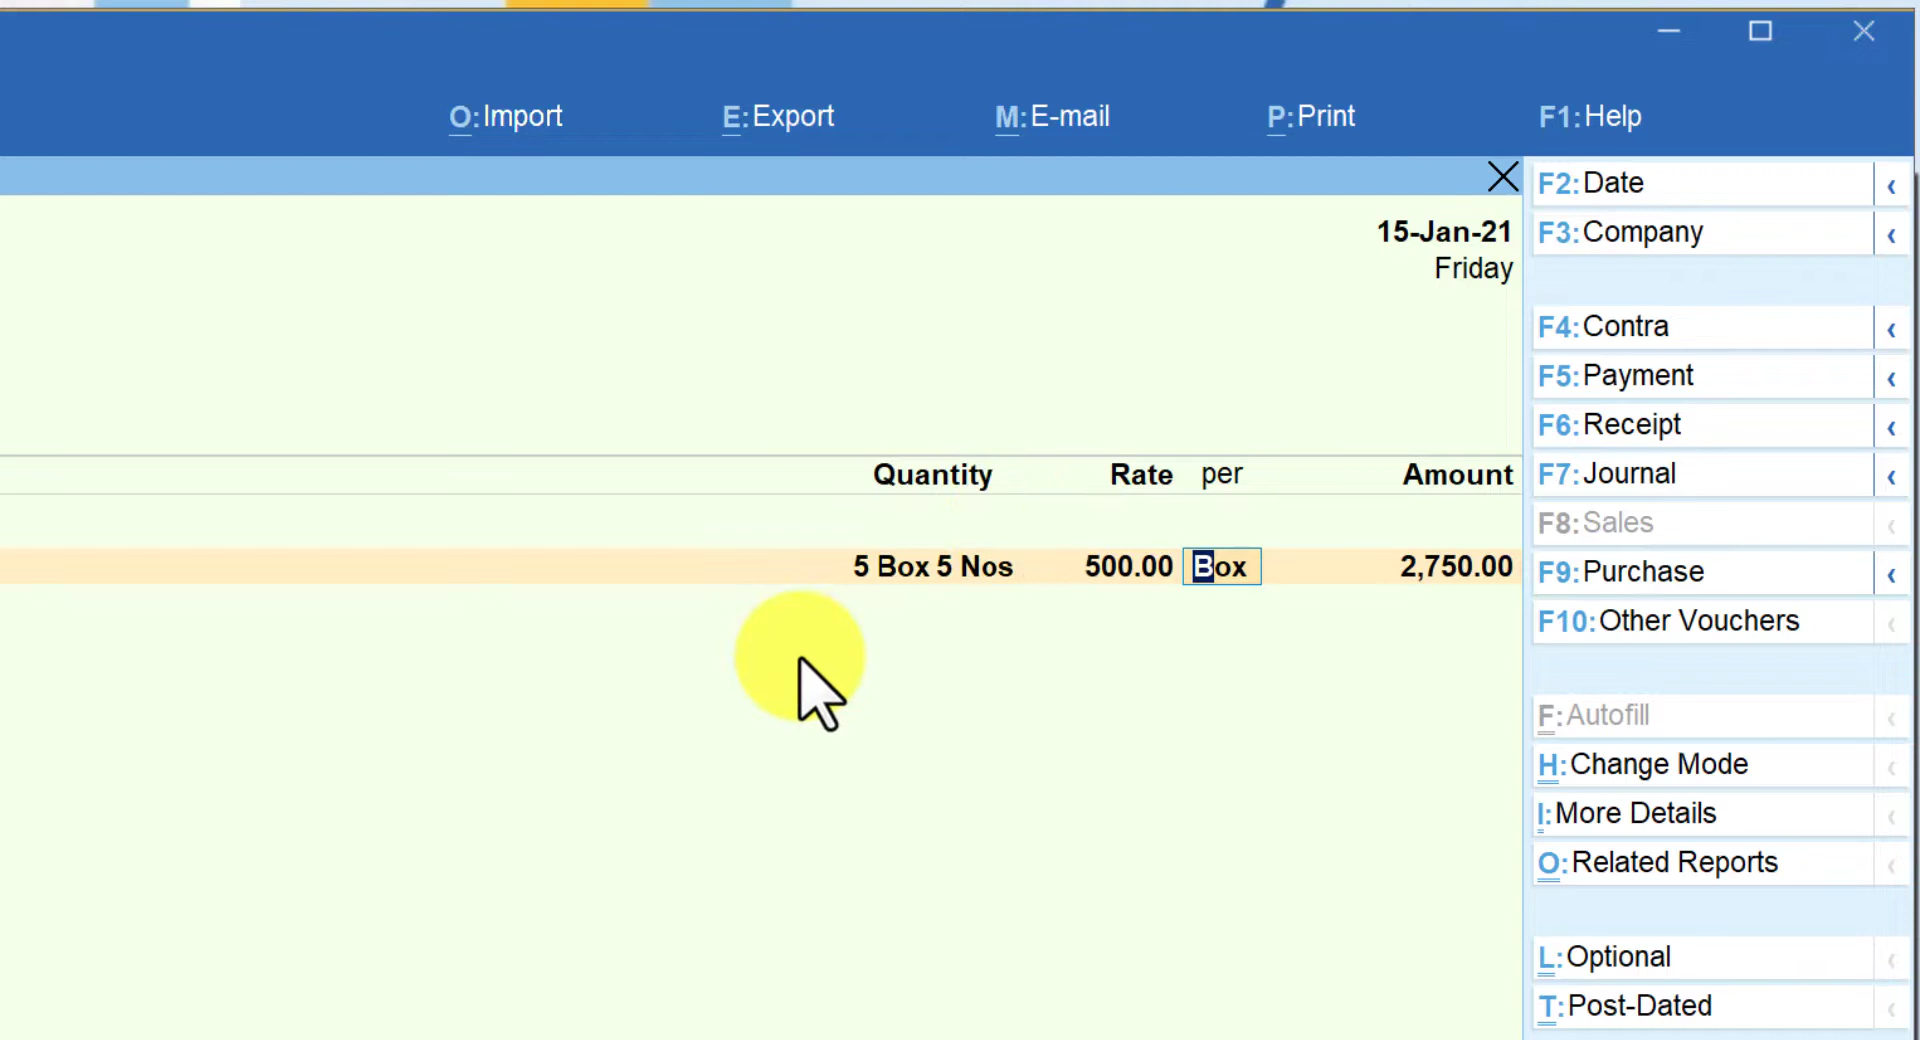 O: Import E: Export M: E-mail P: Print F1: Help
F2: Date
F3: Company
15-Jan-21
Friday
F4: Contra
F5: Payment
F6: Receipt
F7: Journal
F8: Sales
F9: Purchase
F10: Other Vouchers
Quantity Rate per Amount
5 Box 5 Nos 500.00 Box 2,750.00
F: Autofill
H: Change Mode
I: More Details
O: Related Reports
L: Optional
T: Post-Dated